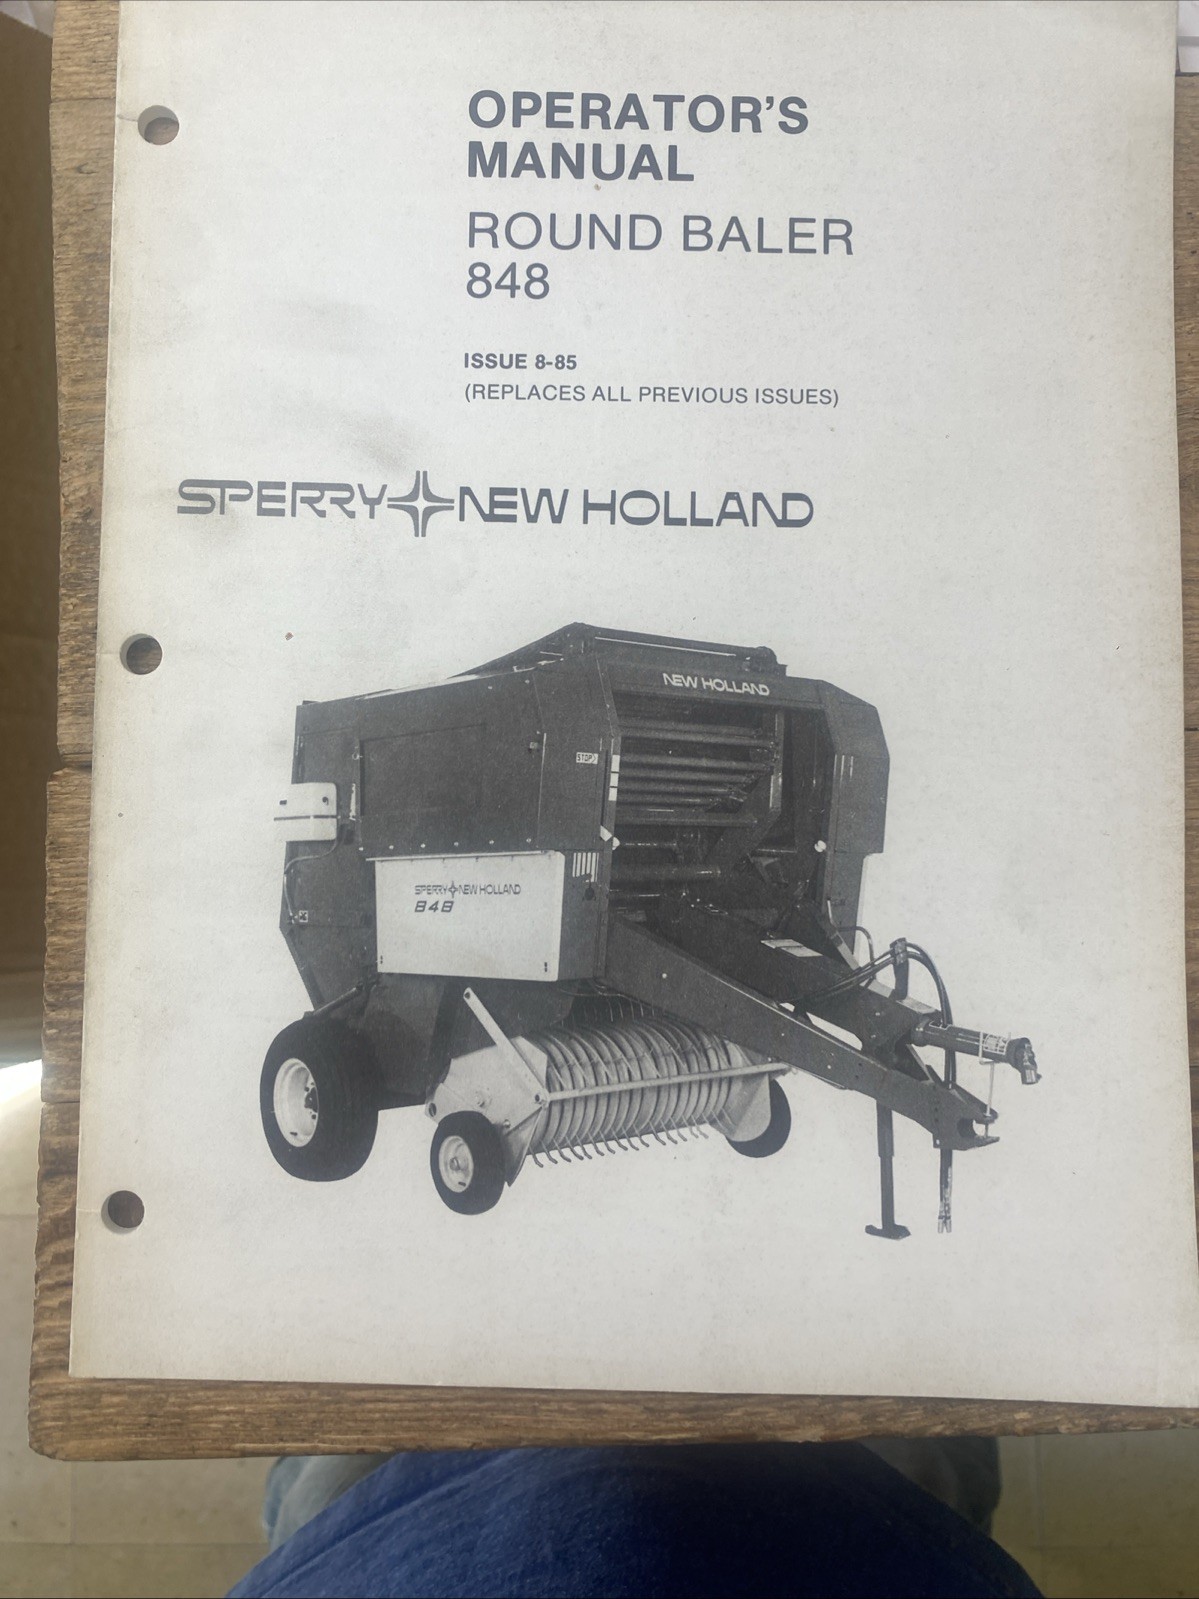 OPERATOR'S
MANUAL
ROUND BALER
848
ISSUE 8-85
(REPLACES ALL PREVIOUS ISSUES)
SPERRY NEW HOLLAND
NEW HOLLAND
STOP
SPERRY NEW HOLLAND
848